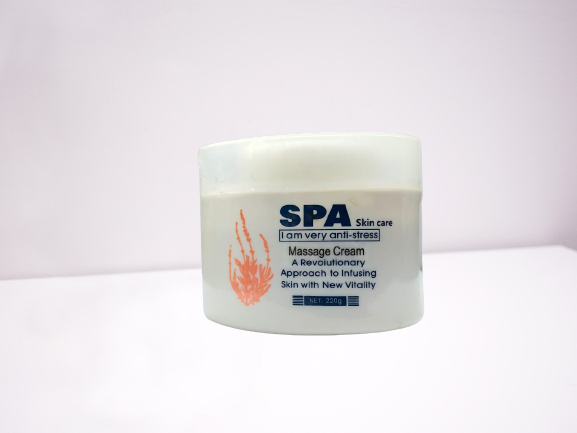 SPA Skin care
I am very anti-stress
Massage Cream
A Revolutionary
Approach to Infusing
Skin with New Vitality
NET: 220g